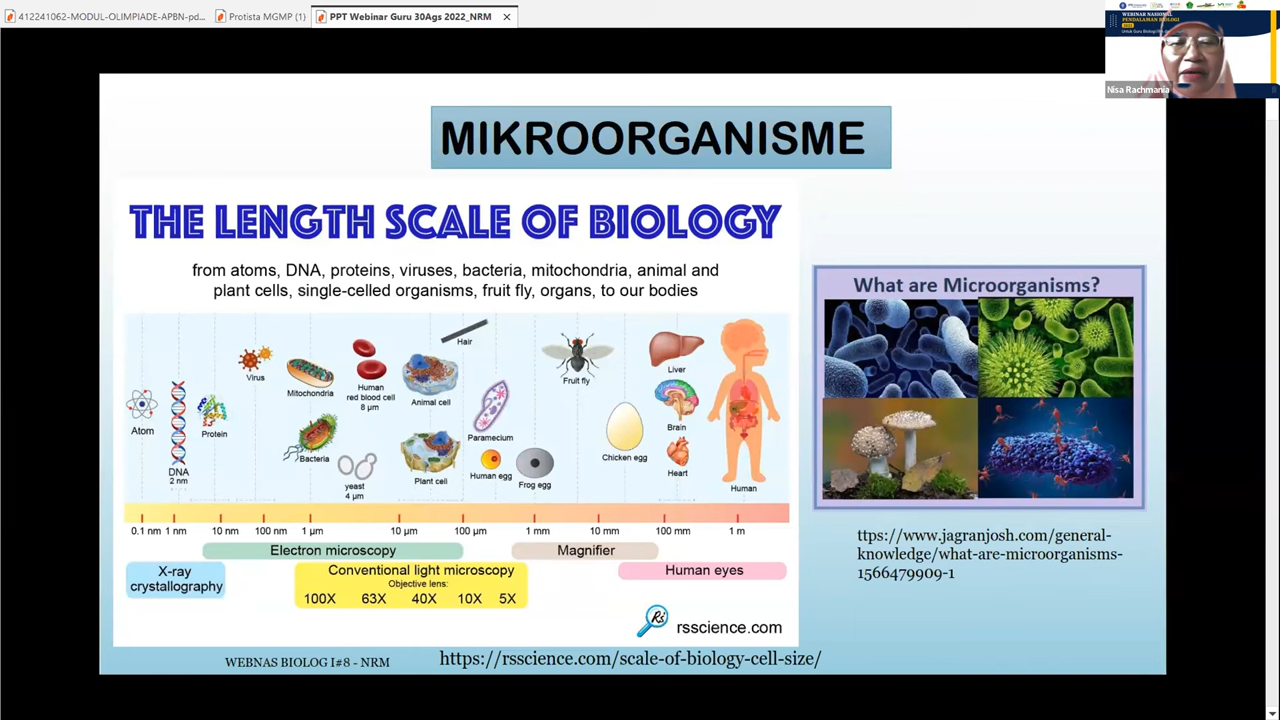 412241062-MODUL-OLIMPIADE-APBN-pd...
Protista MGMP (1)
PPT Webinar Guru 30Ags 2022_NRM
WEBINAR NASIONAL
PENDALAMAN BIOLOGI
Nisa Rachmania
MIKROORGANISME
THE LENGTH SCALE OF BIOLOGY
from atoms, DNA, proteins, viruses, bacteria, mitochondria, animal and
plant cells, single-celled organisms, fruit fly, organs, to our bodies
Atom
DNA
2 nm
Protein
Virus
Mitochondria
Bacteria
Human
red blood cell
8 µm
yeast
4 µm
Hair
Animal cell
Plant cell
Paramecium
Human egg
Frog egg
Fruit fly
Chicken egg
Liver
Brain
Heart
Human
0.1 nm 1 nm 10 nm 100 nm 1 µm 10 µm 100 µm 1 mm 10 mm 100 mm 1 m
Electron microscopy
Magnifier
X-ray
crystallography
Conventional light microscopy
Objective lens:
100X 63X 40X 10X 5X
Human eyes
Rs
rsscience.com
What are Microorganisms?
ttps://www.jagranjosh.com/general-
knowledge/what-are-microorganisms-
1566479909-1
WEBNAS BIOLOG I#8 - NRM
https://rsscience.com/scale-of-biology-cell-size/